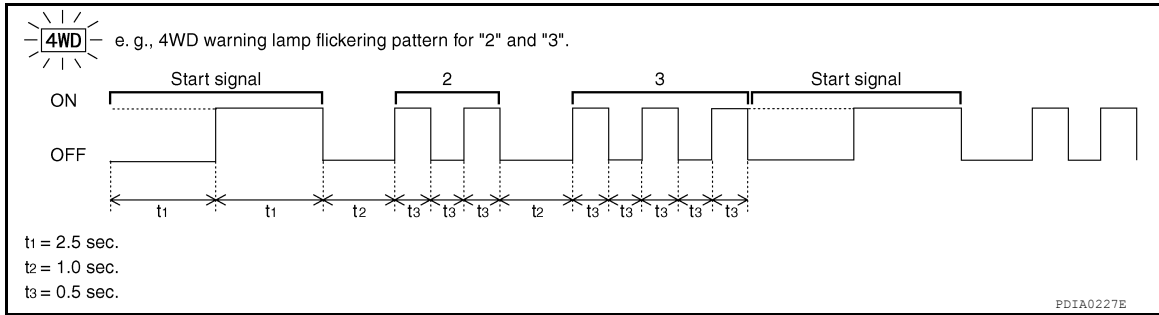 4WD e. g., 4WD warning lamp flickering pattern for "2" and "3".
Start signal 2 3 Start signal
ON
OFF
t1 t1 t2 t3 t3 t3 t2 t3 t3 t3 t3 t3
t1 = 2.5 sec.
t2 = 1.0 sec.
t3 = 0.5 sec.
PDIA0227E